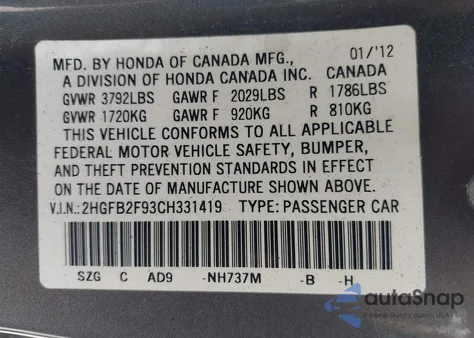 MFD. BY HONDA OF CANADA MFG., 01/'12
A DIVISION OF HONDA CANADA INC. CANADA
GVWR 3792LBS GAWR F 2029LBS R 1786LBS
GVWR 1720KG GAWR F 920KG R 810KG
THIS VEHICLE CONFORMS TO ALL APPLICABLE
FEDERAL MOTOR VEHICLE SAFETY, BUMPER,
AND THEFT PREVENTION STANDARDS IN EFFECT
ON THE DATE OF MANUFACTURE SHOWN ABOVE.
V.I.N.:2HGFB2F93CH331419 TYPE: PASSENGER CAR
SZG C AD9 -NH737M -B -H
autoSnap